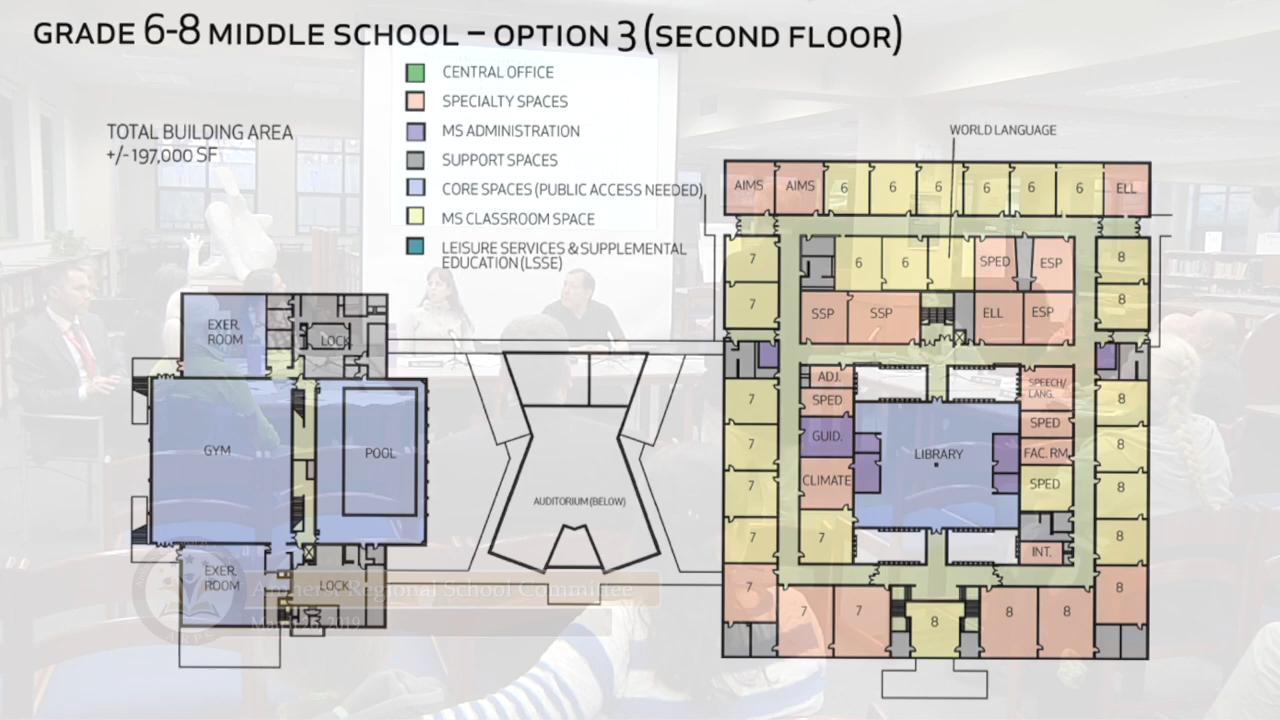 GRADE 6-8 MIDDLE SCHOOL – OPTION 3 (SECOND FLOOR)
TOTAL BUILDING AREA
+/- 197,000 SF
CENTRAL OFFICE
SPECIALTY SPACES
MS ADMINISTRATION
SUPPORT SPACES
CORE SPACES (PUBLIC ACCESS NEEDED)
MS CLASSROOM SPACE
LEISURE SERVICES & SUPPLEMENTAL
EDUCATION (LSSE)
EXER.
ROOM
LOCK
GYM
POOL
EXER.
ROOM
LOCK
AUDITORIUM (BELOW)
WORLD LANGUAGE
AIMS AIMS 6 6 6 6 6 6 ELL
7 6 6 SPED ESP 8
7 SSP SSP ELL ESP 8
ADJ. SPEECH/
LANG.
7 SPED SPED 8
7 GUID. LIBRARY FAC. RM. 8
7 CLIMATE SPED 8
7 7 INT. 8
7 7 7 8 8 8 8
Amherst Regional School Committee
March 26, 2019
A.R.P.S.